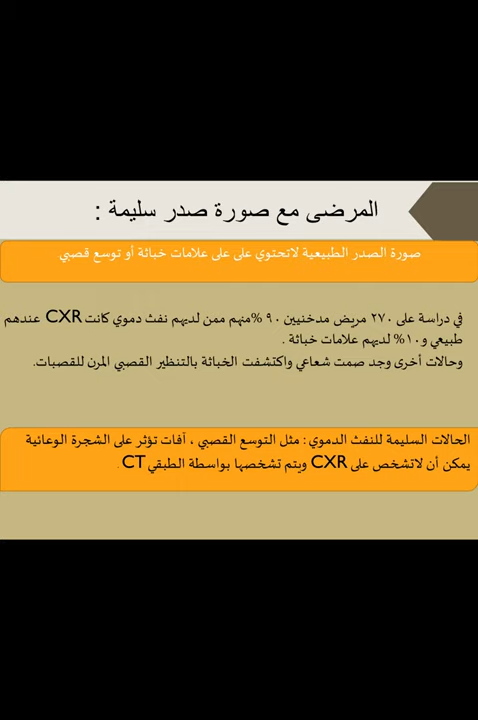 المرضى مع صورة صدر سليمة :
صورة الصدر الطبيعية لاتحتوي على على علامات خباثة أو توسع قصبي
في دراسة على ٢٧٠ مريض مدخنيين ٩٠ %منهم ممن لديهم نفث دموي كانت CXR عندهم
طبيعي و١٠% لديهم علامات خباثة .
وحالات أخرى وجد صمت شعاعي واكتشفت الخباثة بالتنظير القصبي المرن للقصبات.
الحالات السليمة للنفث الدموي : مثل التوسع القصبي ، آفات تؤثر على الشجرة الوعائية
يمكن أن لاتشخص على CXR ويتم تشخصها بواسطة الطبقي CT .